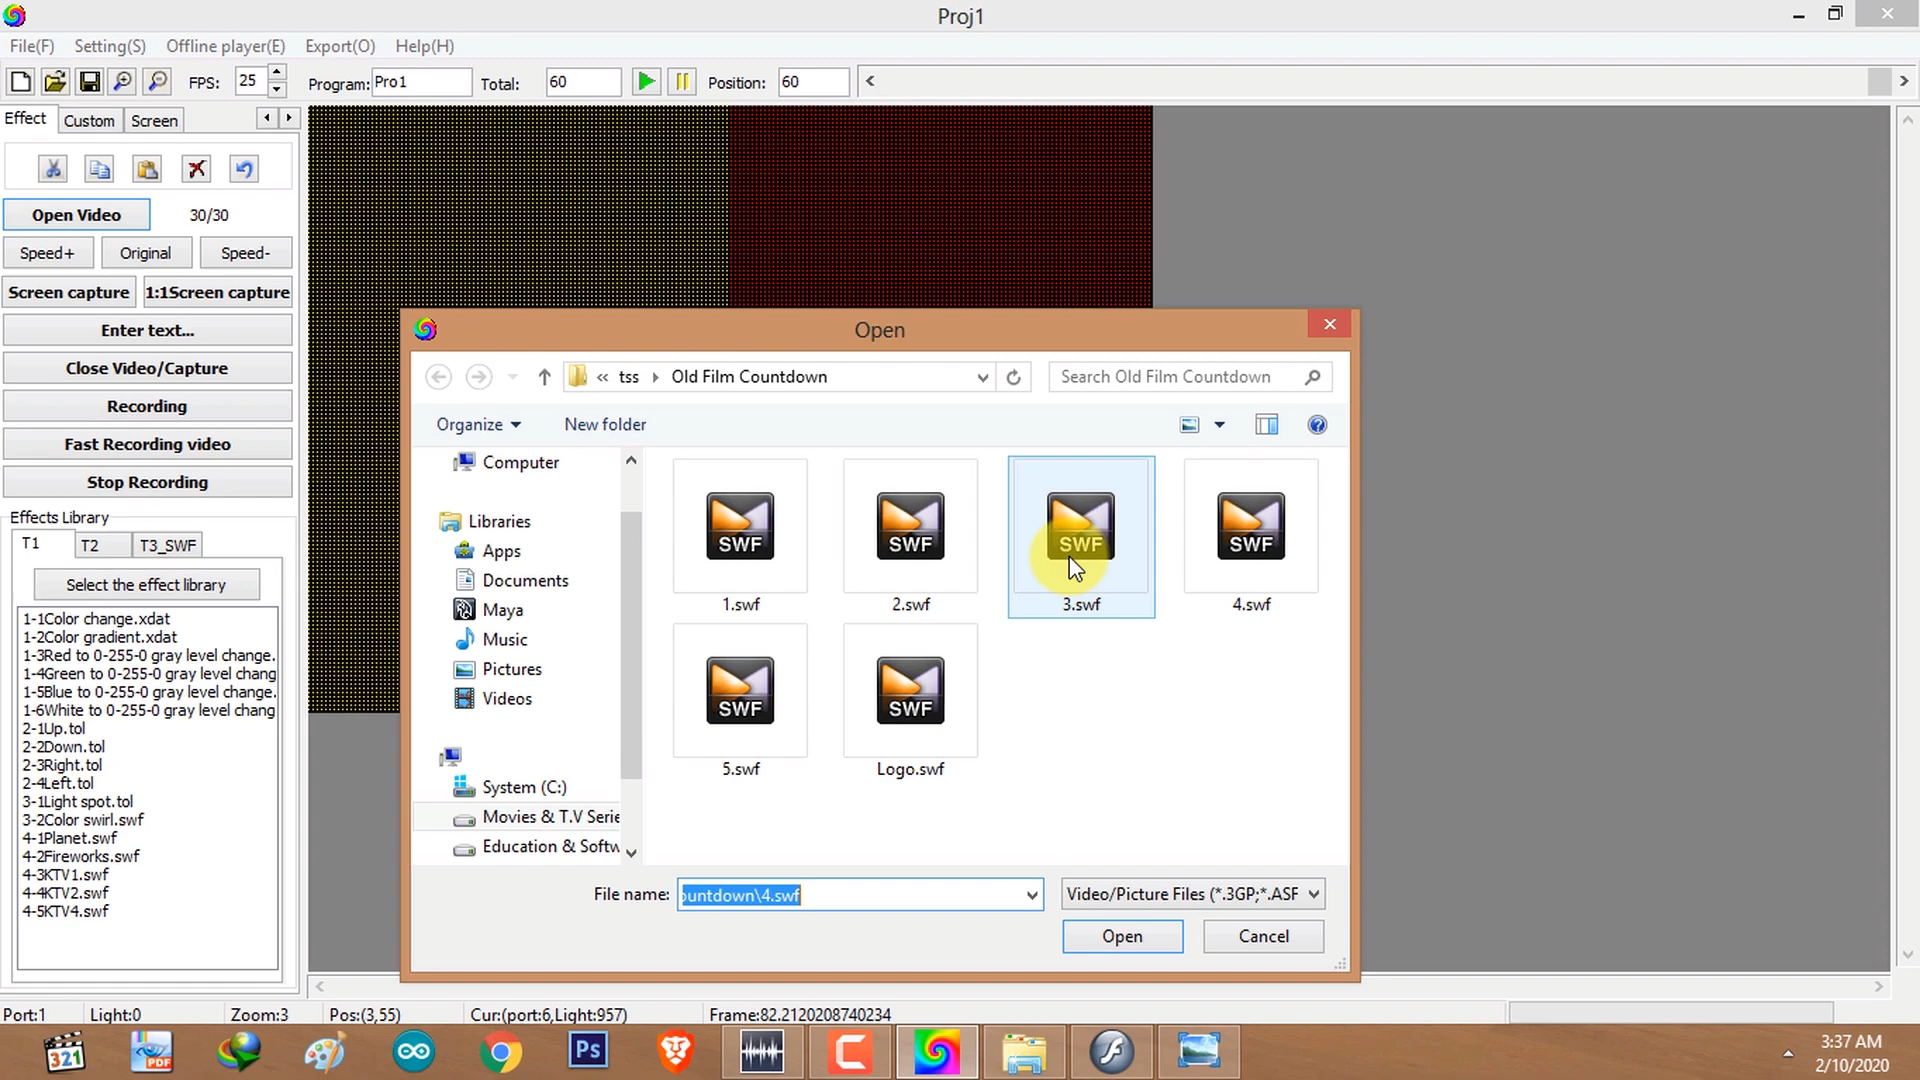 Proj1
File(F) Setting(S) Offline player(E) Export(O) Help(H)
FPS: 25 Program: Pro1 Total: 60 Position: 60
Effect Custom Screen
Open Video 30/30
Speed+ Original Speed-
Screen capture 1:1Screen capture
Enter text...
Close Video/Capture
Recording
Fast Recording video
Stop Recording
Effects Library
T1 T2 T3_SWF
Select the effect library
1-1Color change.xdat
1-2Color gradient.xdat
1-3Red to 0-255-0 gray level change.
1-4Green to 0-255-0 gray level chang
1-5Blue to 0-255-0 gray level change.
1-6White to 0-255-0 gray level chang
2-1Up.tol
2-2Down.tol
2-3Right.tol
2-4Left.tol
3-1Light spot.tol
3-2Color swirl.swf
4-1Planet.swf
4-2Fireworks.swf
4-3KTV1.swf
4-4KTV2.swf
4-5KTV4.swf
Open
« tss Old Film Countdown
Search Old Film Countdown
Organize New folder
Computer
Libraries
Apps
Documents
Maya
Music
Pictures
Videos
System (C:)
Movies & T.V Serie
Education & Softw
SWF SWF SWF SWF
1.swf 2.swf 3.swf 4.swf
SWF SWF
5.swf Logo.swf
File name: ountdown\4.swf Video/Picture Files (*.3GP;*.ASF
Open Cancel
Port:1 Light:0 Zoom:3 Pos:(3,55) Cur:(port:6,Light:957) Frame:82.2120208740234
321 PDF Ps
3:37 AM
2/10/2020